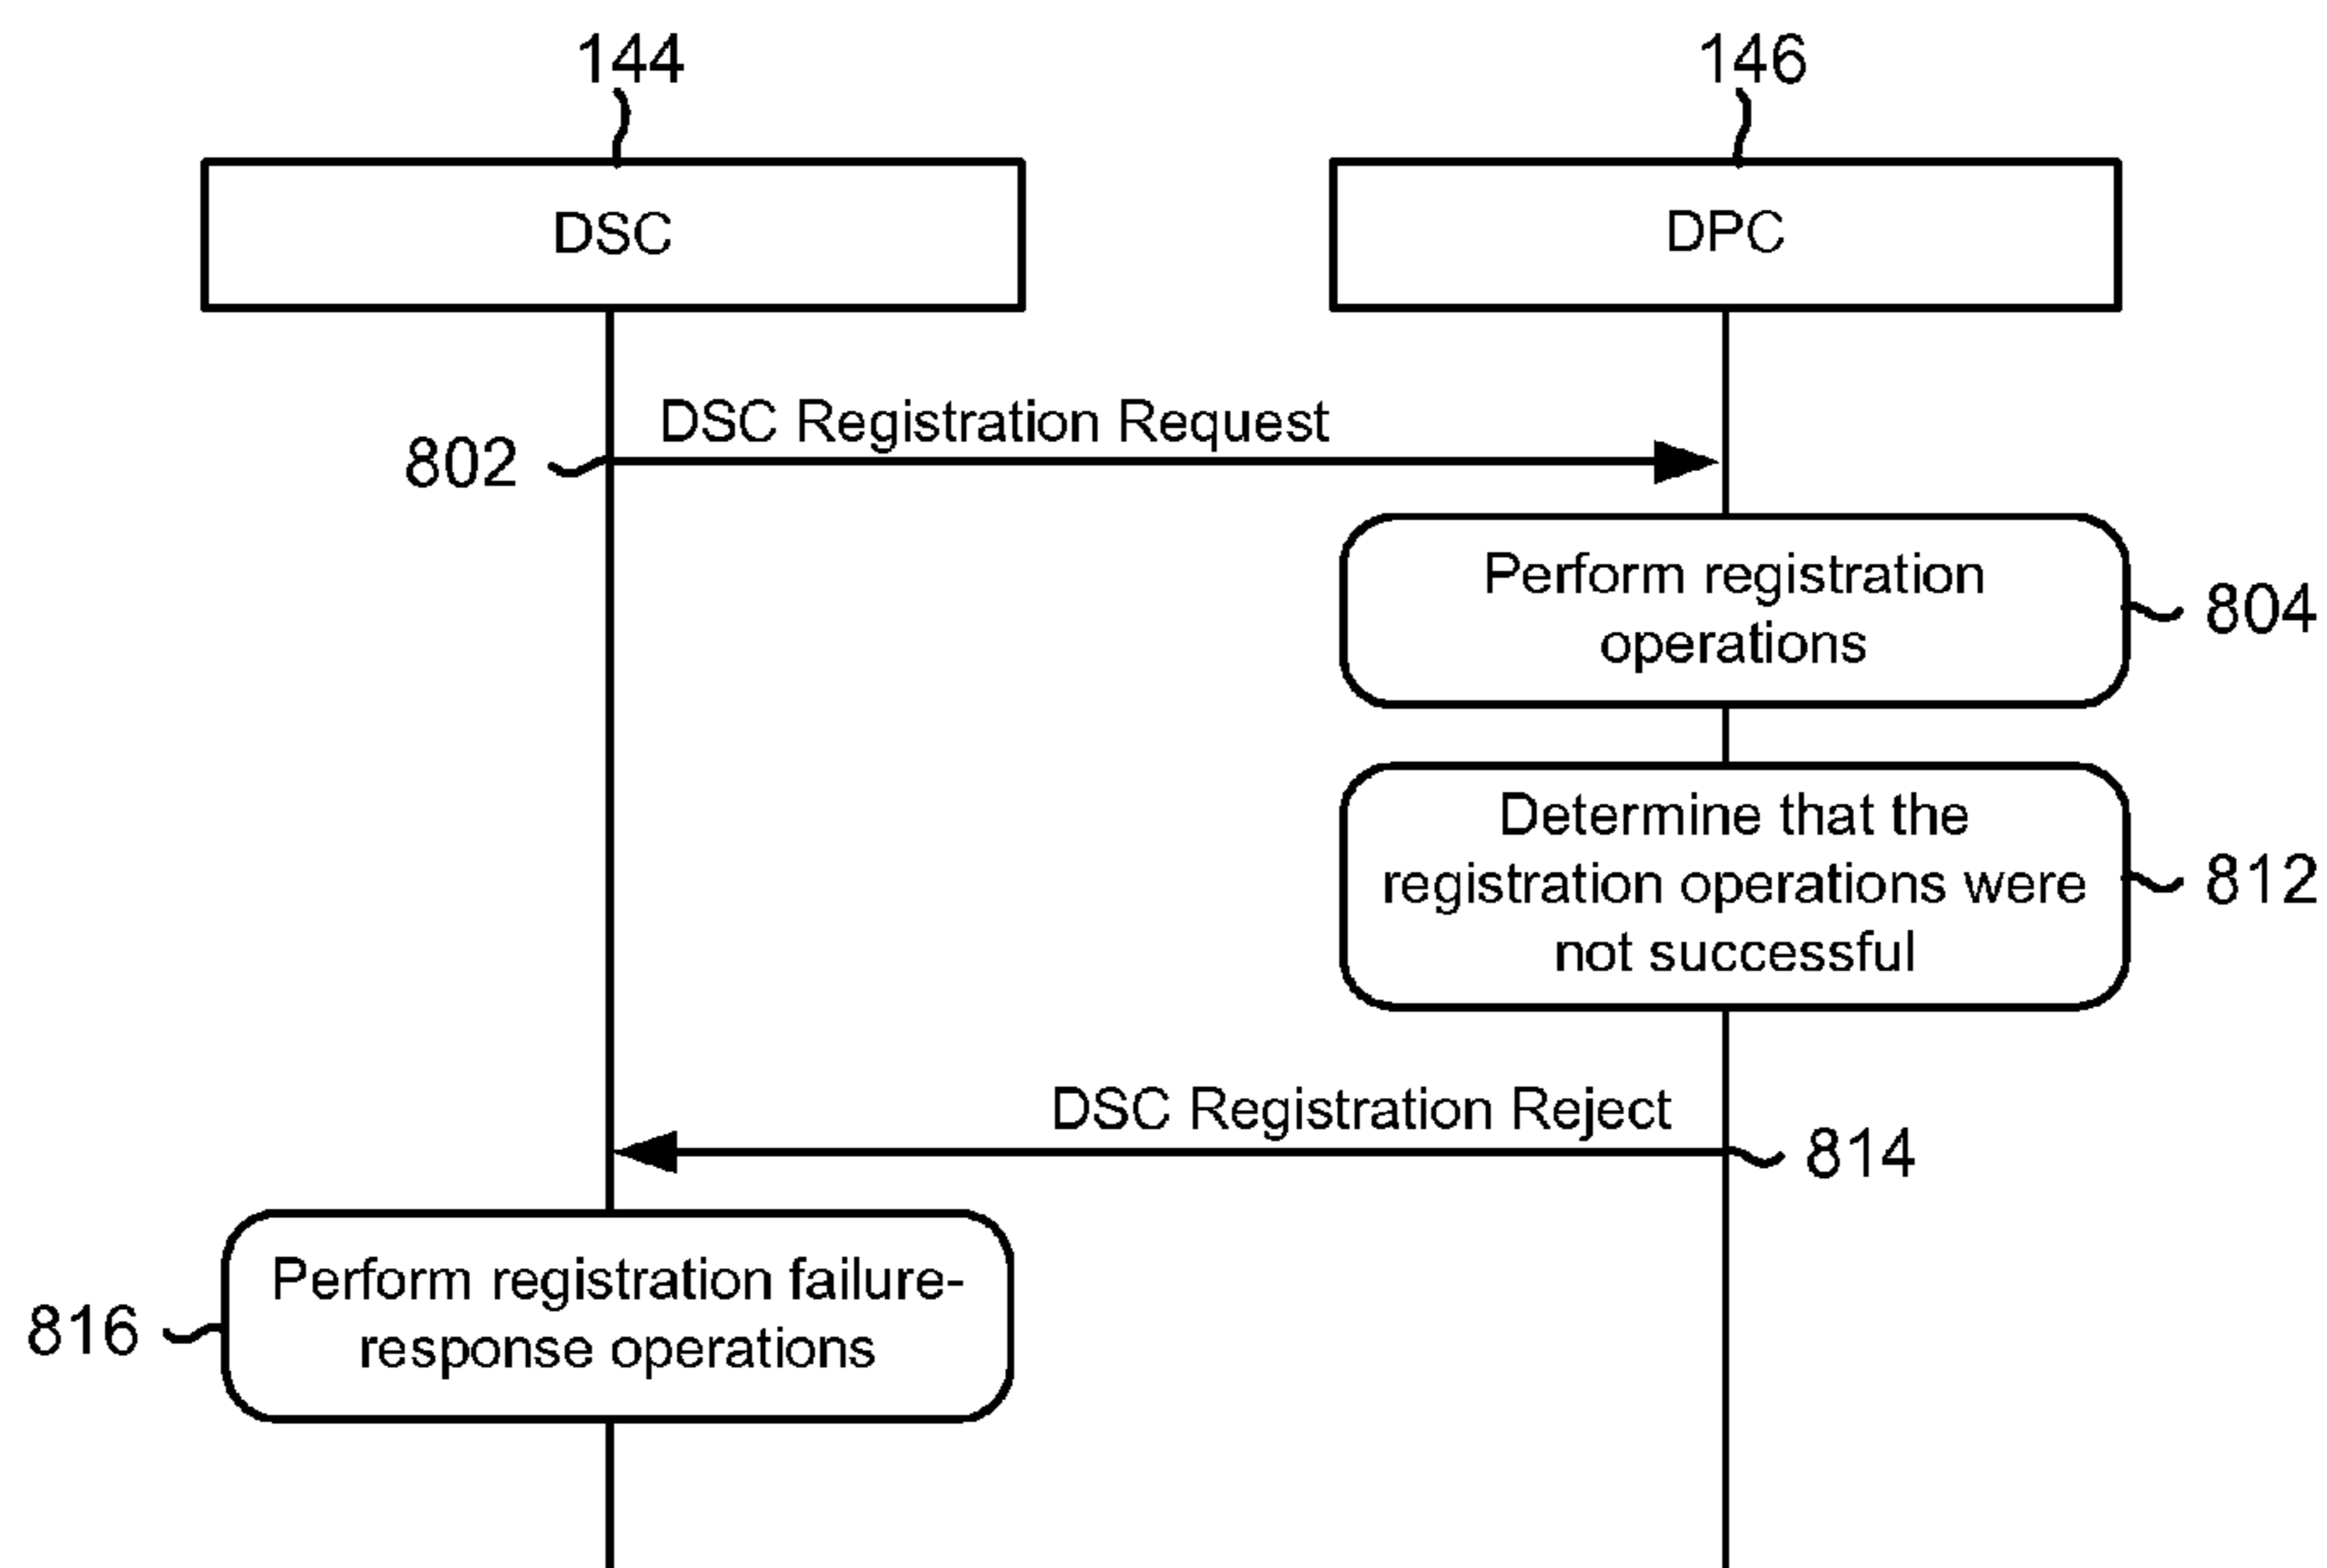 144
146
DSC
DPC
DSC Registration Request
802
Perform registration
operations
804
Determine that the
registration operations were
not successful
812
DSC Registration Reject
814
Perform registration failure-
response operations
816